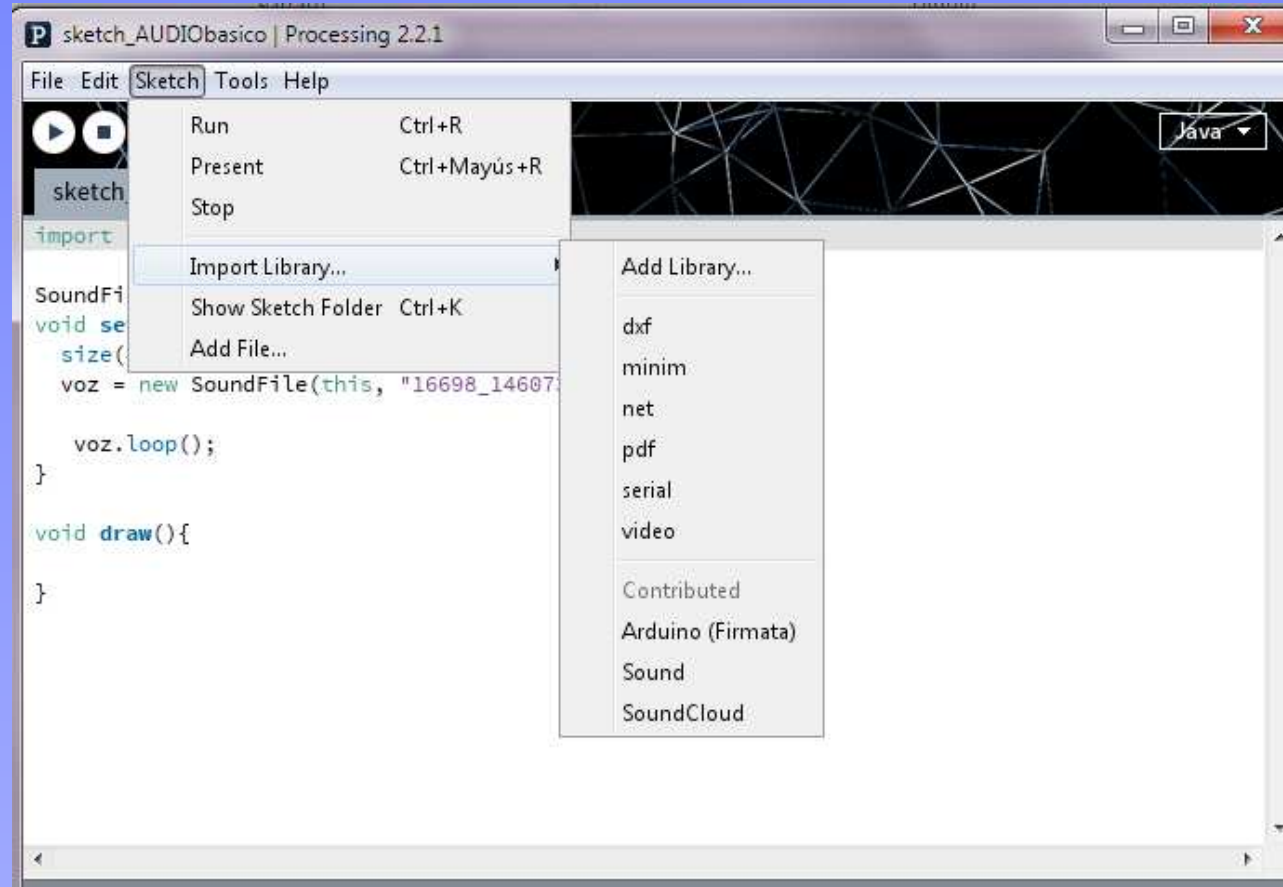 sketch_AUDIObasico | Processing 2.2.1
File Edit Sketch Tools Help
Run Ctrl+R
Present Ctrl+Mayús+R
Stop
Import Library...
Show Sketch Folder Ctrl+K
Add File...
Java
sketch_
import
SoundFi
void se
size(
voz = new SoundFile(this, "16698_14607
voz.loop();
}
void draw(){
}
Add Library...
dxf
minim
net
pdf
serial
video
Contributed
Arduino (Firmata)
Sound
SoundCloud